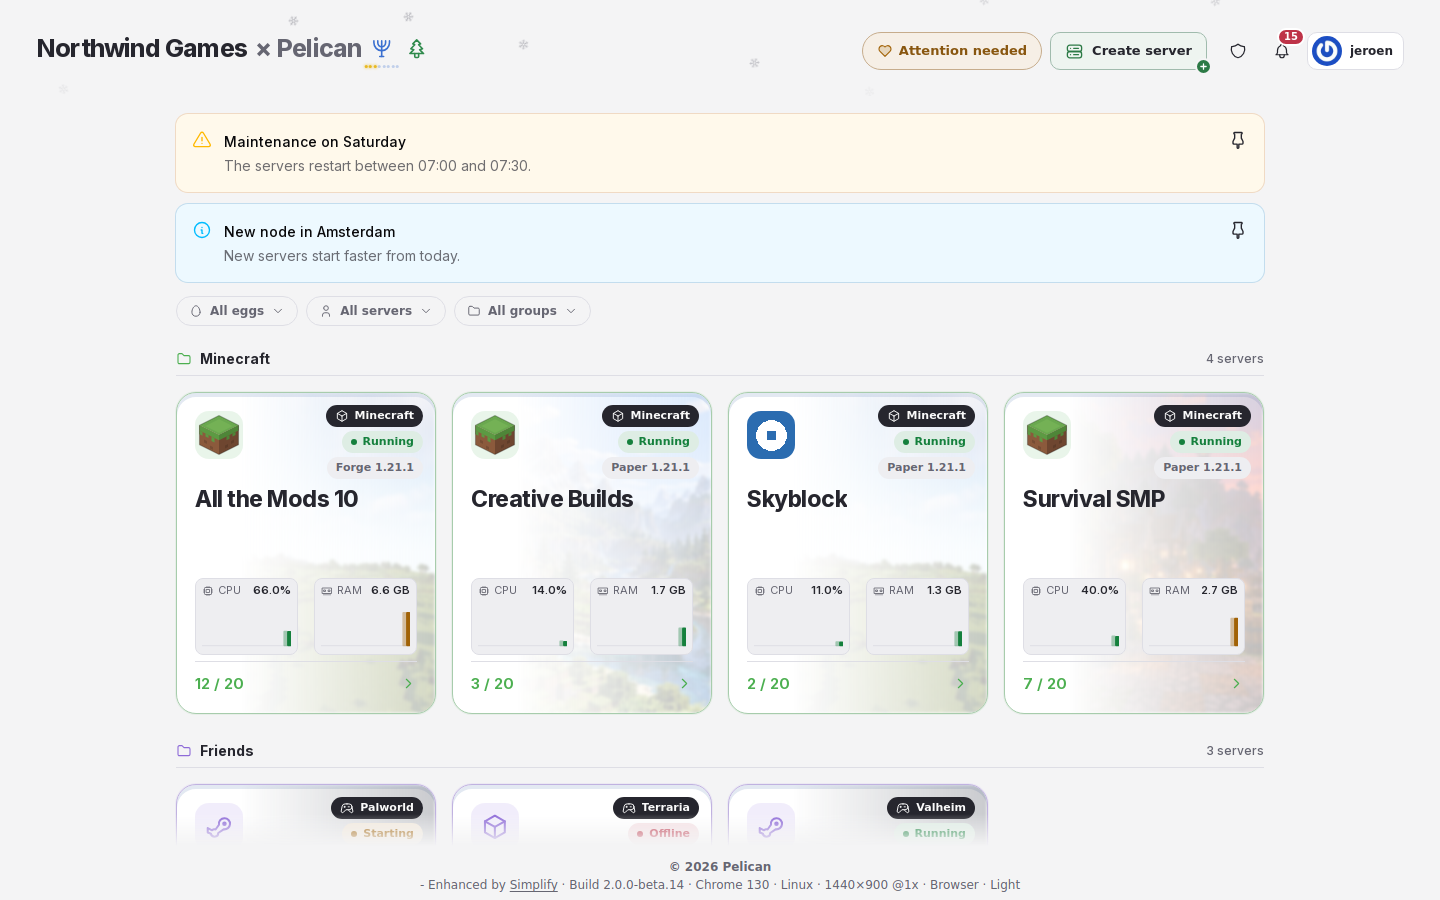 Northwind Games × Pelican
Attention needed
Create server
15
jeroen
Maintenance on Saturday
The servers restart between 07:00 and 07:30.
New node in Amsterdam
New servers start faster from today.
All eggs
All servers
All groups
Minecraft
4 servers
Minecraft
Running
Forge 1.21.1
All the Mods 10
CPU 66.0%
RAM 6.6 GB
12 / 20
Minecraft
Running
Paper 1.21.1
Creative Builds
CPU 14.0%
RAM 1.7 GB
3 / 20
Minecraft
Running
Paper 1.21.1
Skyblock
CPU 11.0%
RAM 1.3 GB
2 / 20
Minecraft
Running
Paper 1.21.1
Survival SMP
CPU 40.0%
RAM 2.7 GB
7 / 20
Friends
3 servers
Palworld
Starting
Terraria
Offline
Valheim
Running
© 2026 Pelican
- Enhanced by Simplify · Build 2.0.0-beta.14 · Chrome 130 · Linux · 1440×900 @1x · Browser · Light